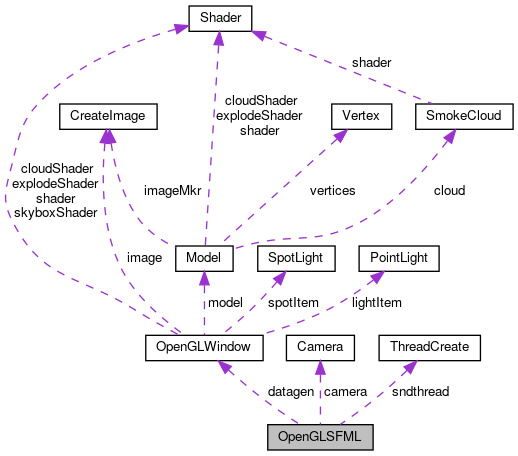 Shader
shader
cloudShader
explodeShader
shader
CreateImage
Vertex
SmokeCloud
cloudShader
explodeShader
shader
skyboxShader
imageMkr
vertices
cloud
image
Model
SpotLight
PointLight
model
spotItem
lightItem
OpenGLWindow
Camera
ThreadCreate
datagen
camera
sndthread
OpenGLSFML